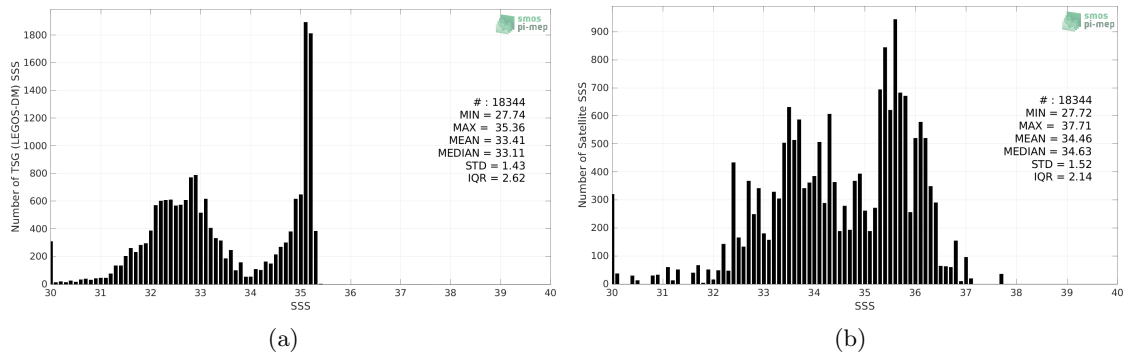 smos
pi-mep
Number of TSG (LEGOS-DM) SSS
1800
1600
1400
1200
1000
800
600
400
200
0
# : 18344
MIN = 27.74
MAX = 35.36
MEAN = 33.41
MEDIAN = 33.11
STD = 1.43
IQR = 2.62
30 31 32 33 34 35 36 37 38 39 40
SSS
(a)
smos
pi-mep
Number of Satellite SSS
900
800
700
600
500
400
300
200
100
0
# : 18344
MIN = 27.72
MAX = 37.71
MEAN = 34.46
MEDIAN = 34.63
STD = 1.52
IQR = 2.14
30 31 32 33 34 35 36 37 38 39 40
SSS
(b)